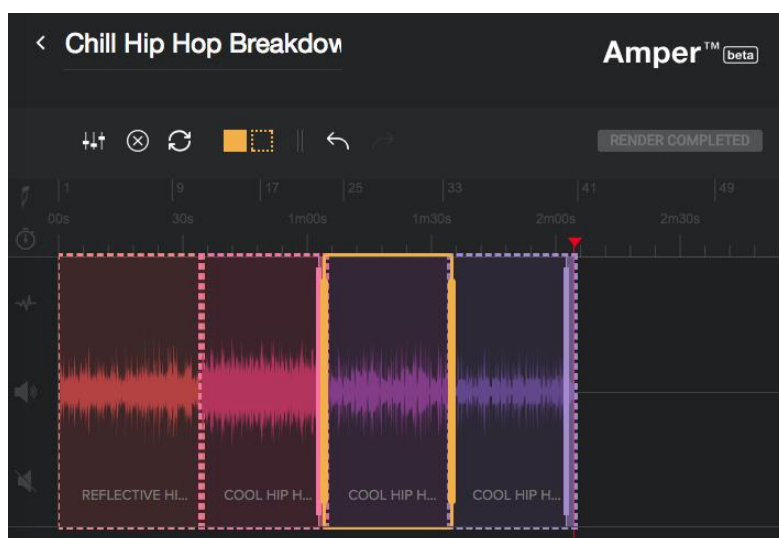 Chill Hip Hop Breakdow
Amper™ beta
RENDER COMPLETED
1 9 17 25 33 41 49
00s 30s 1m00s 1m30s 2m00s 2m30s
REFLECTIVE HI... COOL HIP H... COOL HIP H... COOL HIP H...